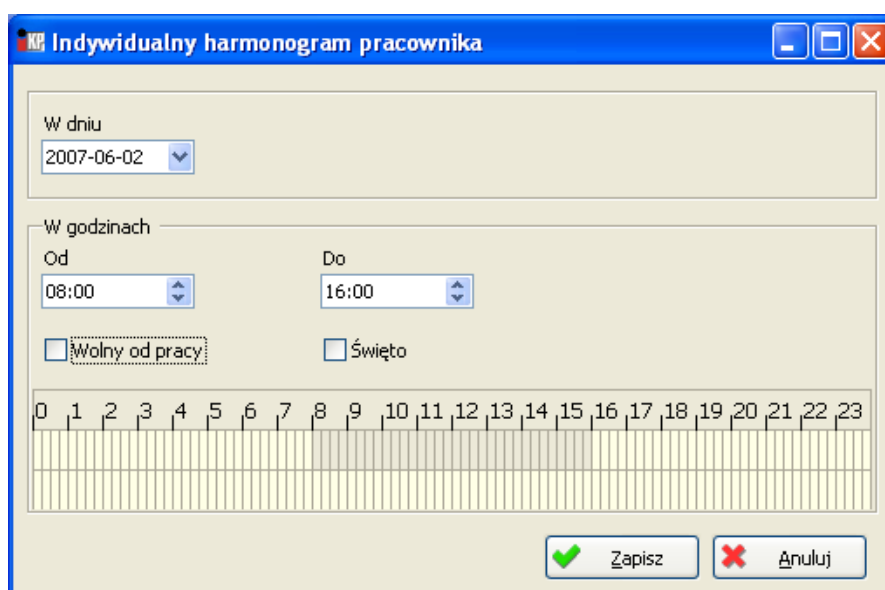 KP Indywidualny harmonogram pracownika
W dniu
2007-06-02
W godzinach
Od Do
08:00 16:00
Wolny od pracy Święto
0 1 2 3 4 5 6 7 8 9 10 11 12 13 14 15 16 17 18 19 20 21 22 23
Zapisz Anuluj